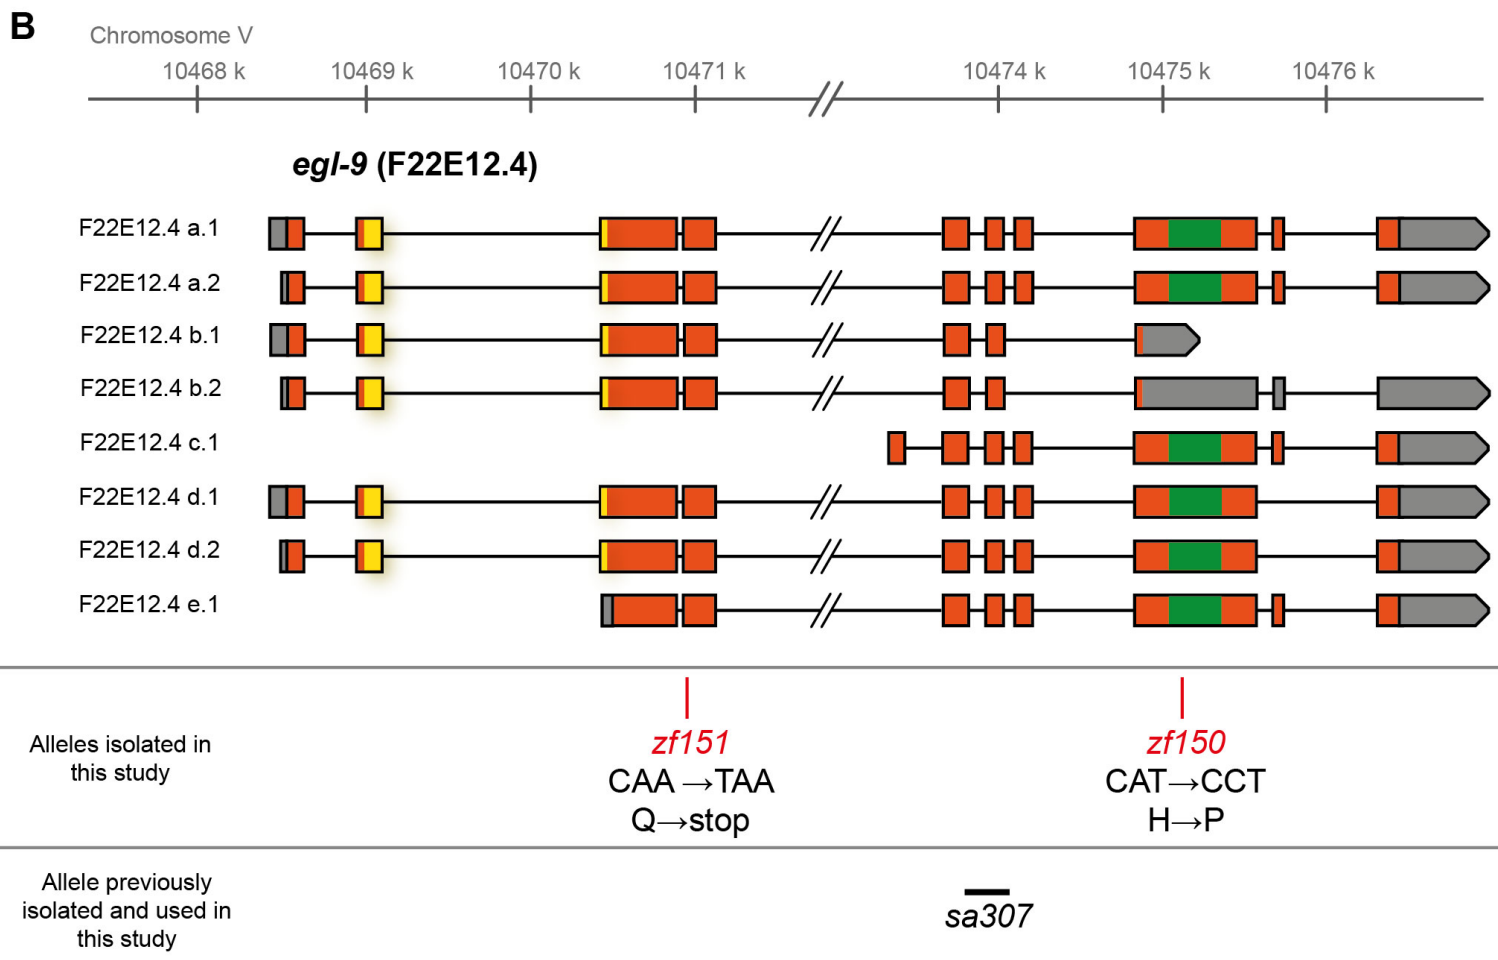 B
Chromosome V
10468 k 10469 k 10470 k 10471 k 10474 k 10475 k 10476 k
egl-9 (F22E12.4)
F22E12.4 a.1
F22E12.4 a.2
F22E12.4 b.1
F22E12.4 b.2
F22E12.4 c.1
F22E12.4 d.1
F22E12.4 d.2
F22E12.4 e.1
Alleles isolated in
this study
zf151
CAA→TAA
Q→stop
zf150
CAT→CCT
H→P
Allele previously
isolated and used in
this study
sa307